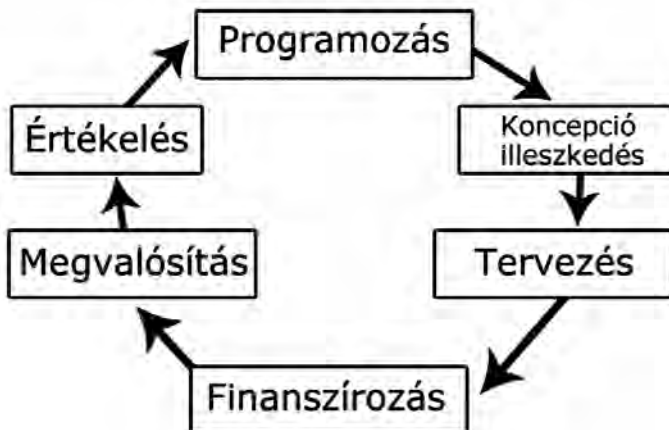 Programozás
Koncepció
illeszkedés
Tervezés
Finanszírozás
Megvalósítás
Értékelés